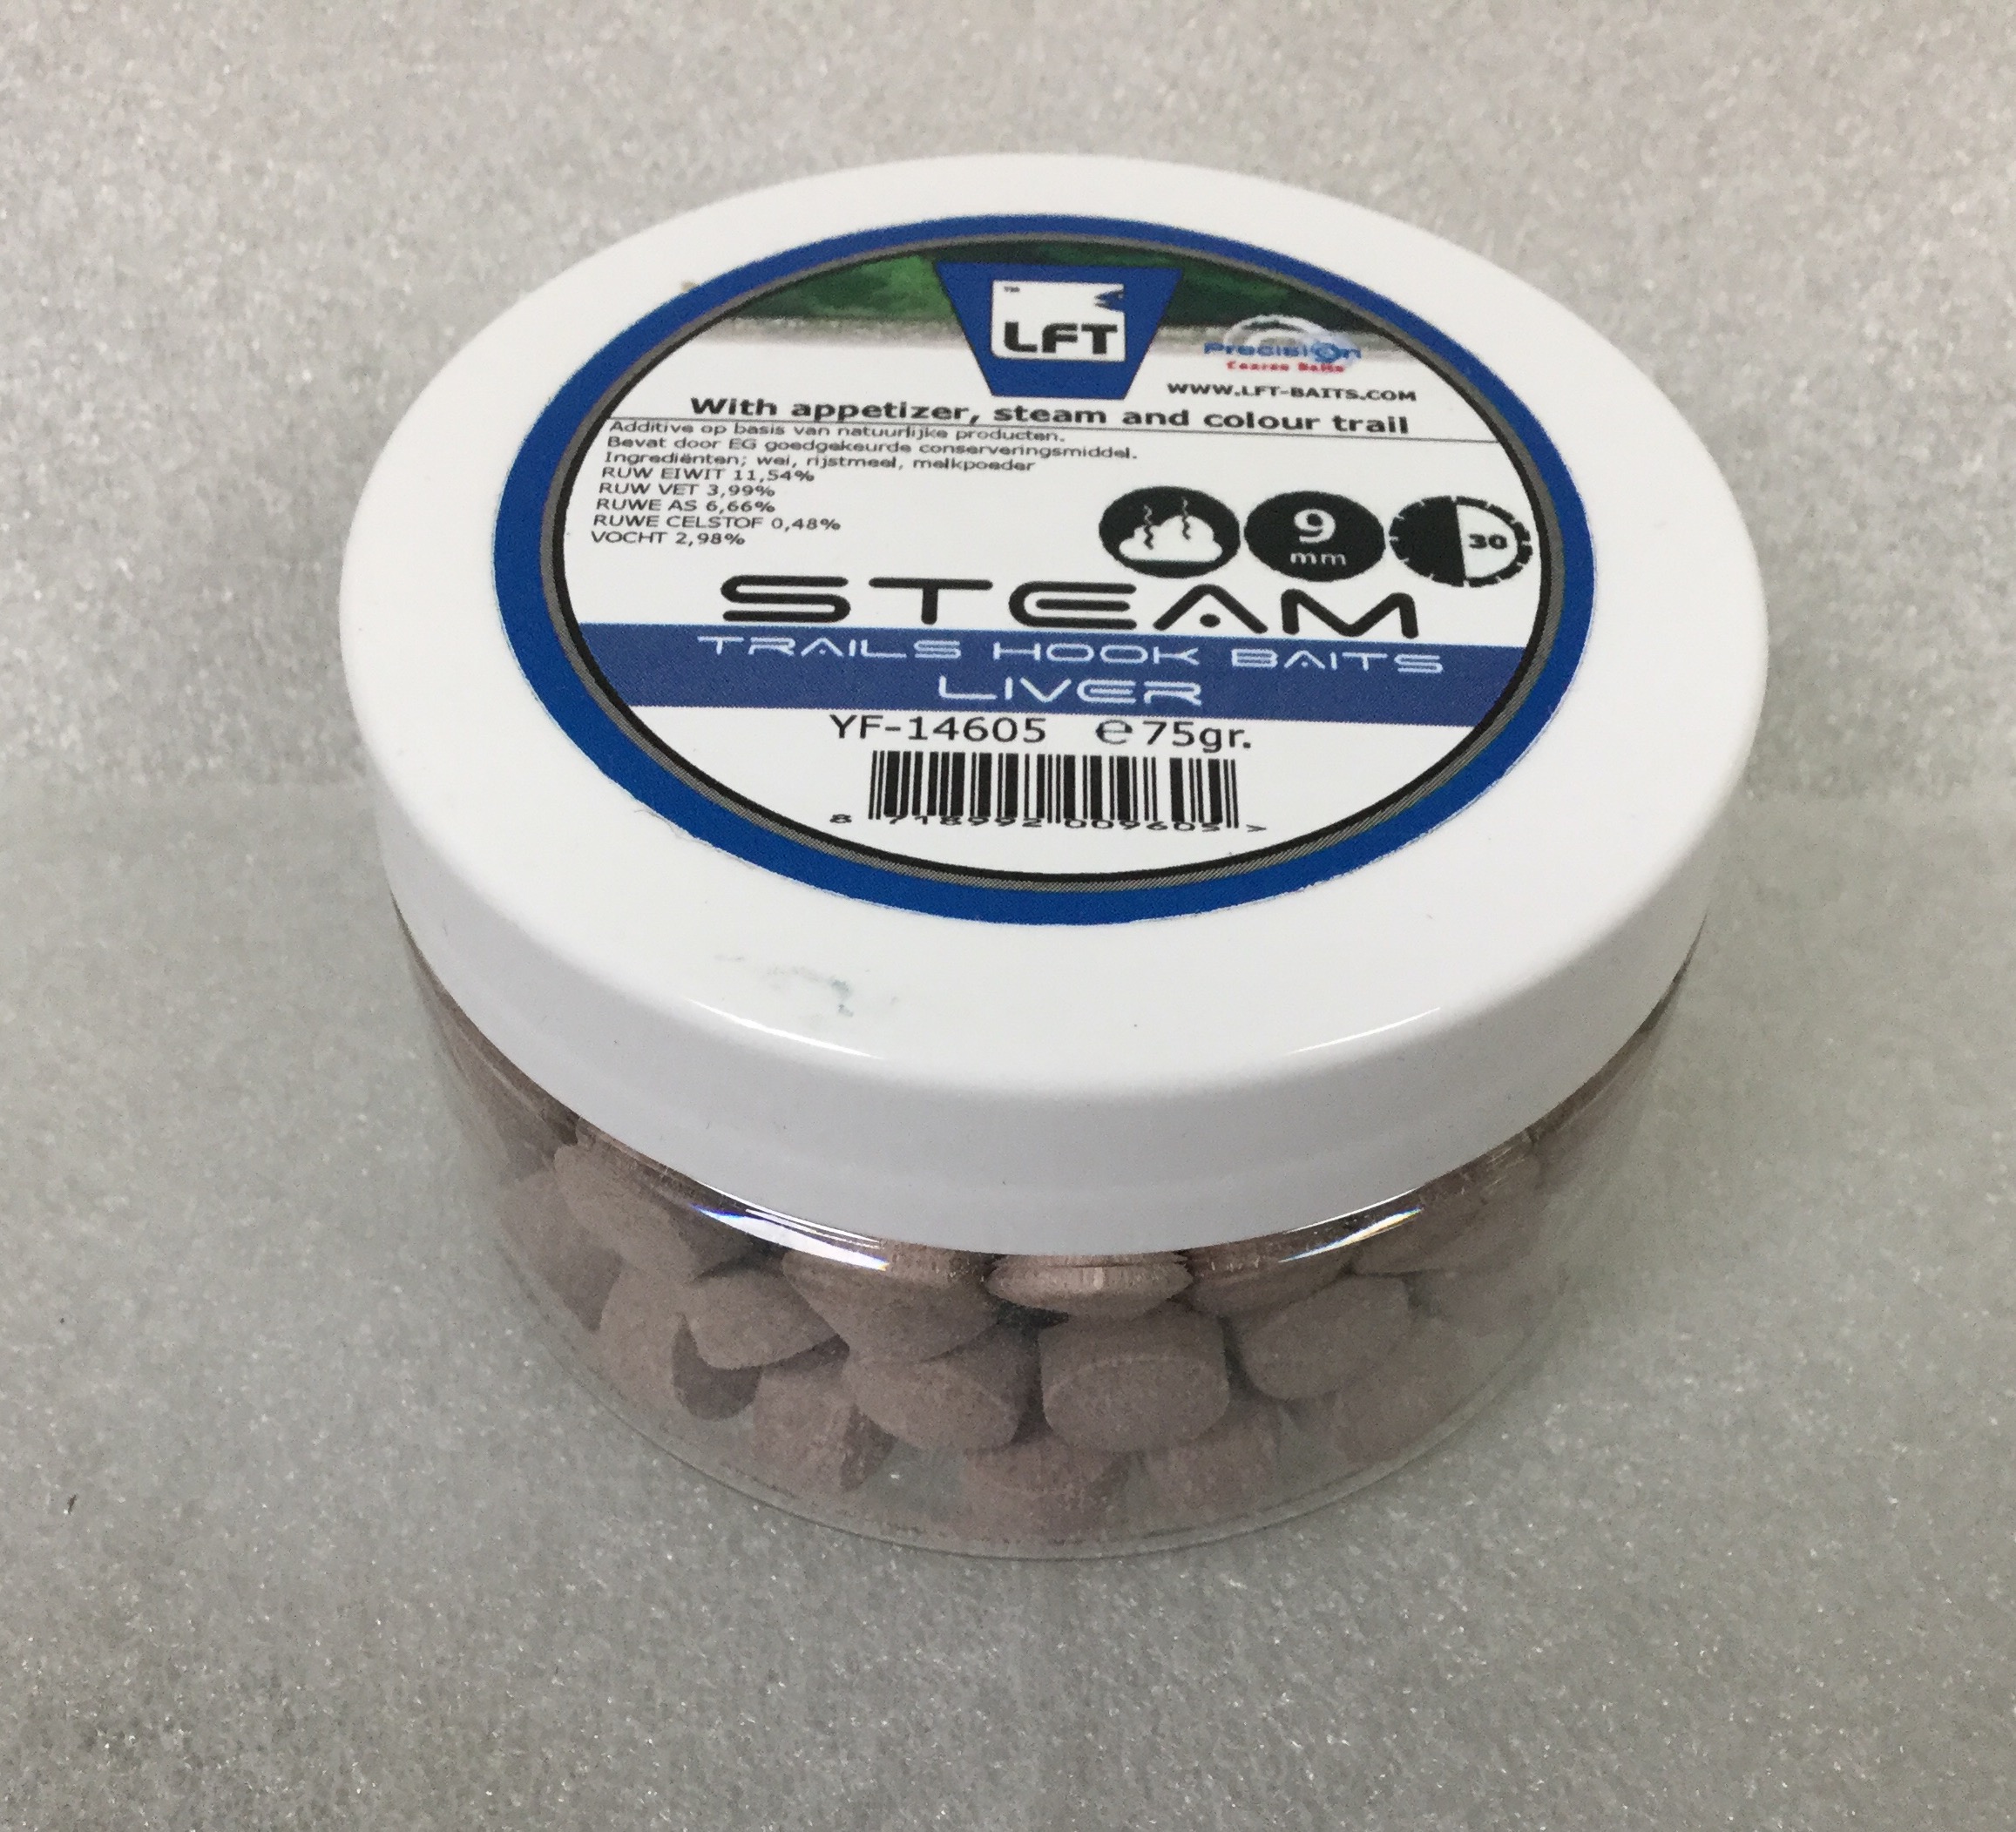 ™
LFT
Precision
Coarse Baits
WWW.LFT-BAITS.COM
With appetizer, steam and colour trail
Additive op basis van natuurlijke producten.
Bevat door EG goedgekeurde conserveringsmiddel.
Ingrediënten; wei, rijstmeel, melkpoeder
RUW EIWIT 11,54%
RUW VET 3,99%
RUWE AS 6,66%
RUWE CELSTOF 0,48%
VOCHT 2,98%
9
mm
30
STEAM
TRAILS HOOK BAITS
LIVER
YF-14605 ℮75gr.
8 718992 009605 >